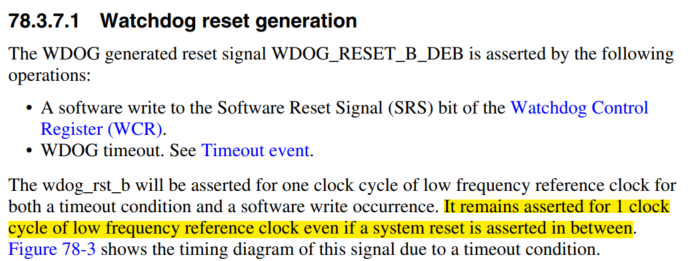 78.3.7.1 Watchdog reset generation
The WDOG generated reset signal WDOG_RESET_B_DEB is asserted by the following
operations:
• A software write to the Software Reset Signal (SRS) bit of the Watchdog Control
Register (WCR).
• WDOG timeout. See Timeout event.
The wdog_rst_b will be asserted for one clock cycle of low frequency reference clock for
both a timeout condition and a software write occurrence. It remains asserted for 1 clock
cycle of low frequency reference clock even if a system reset is asserted in between.
Figure 78-3 shows the timing diagram of this signal due to a timeout condition.